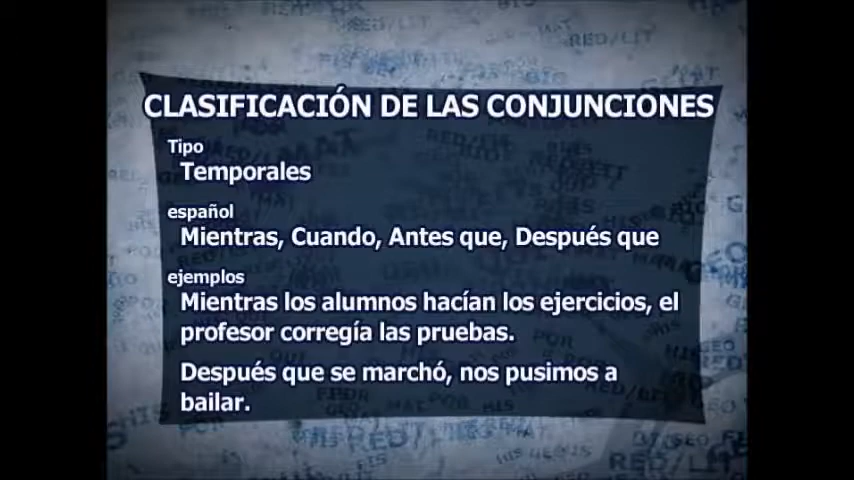 CLASIFICACIÓN DE LAS CONJUNCIONES
Tipo
Temporales
español
Mientras, Cuando, Antes que, Después que
ejemplos
Mientras los alumnos hacían los ejercicios, el
profesor corregía las pruebas.
Después que se marchó, nos pusimos a
bailar.